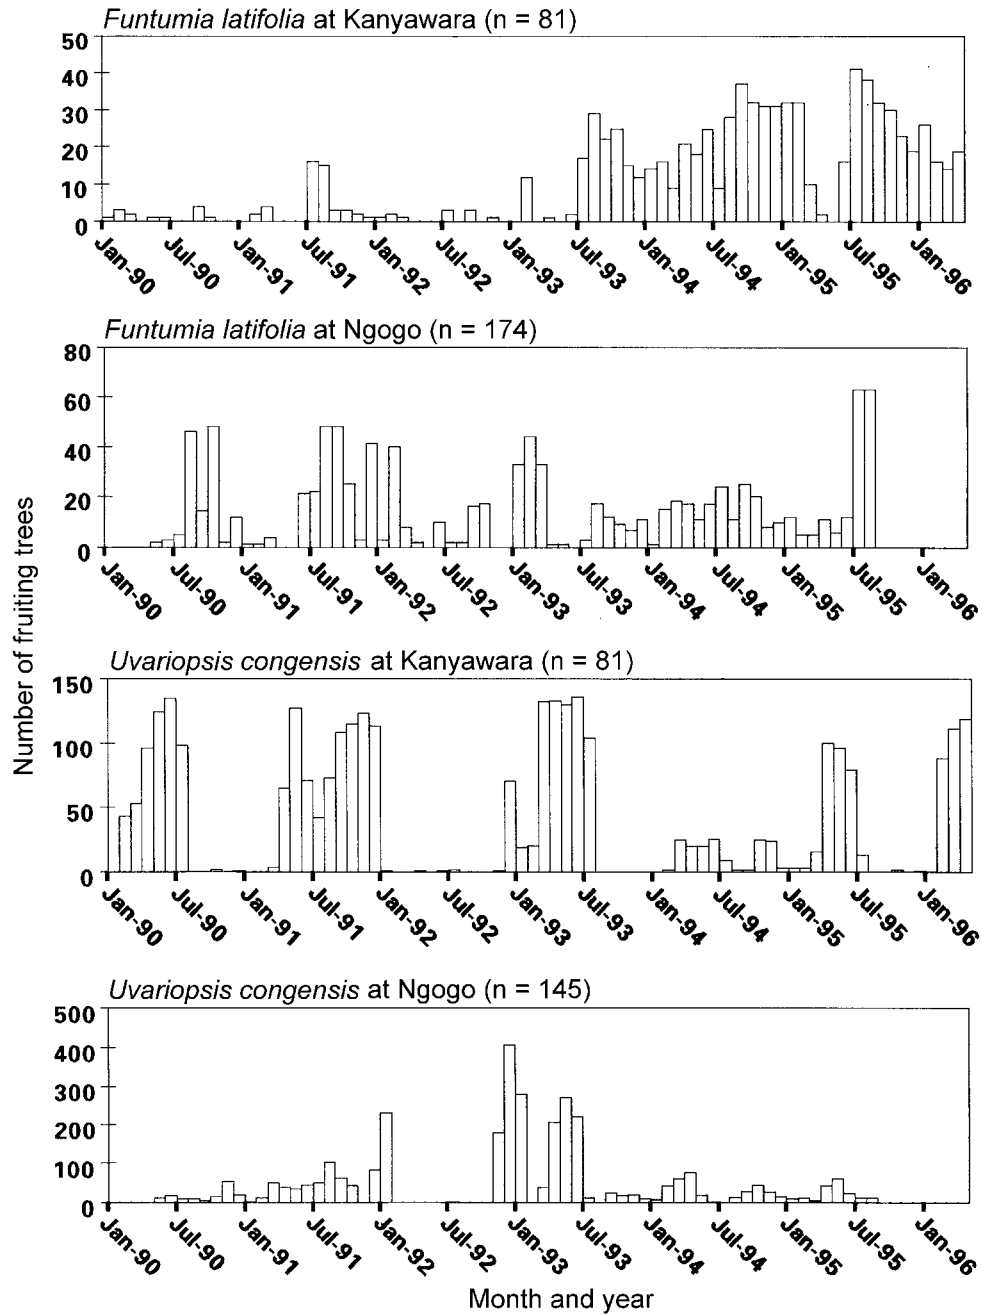 Funtumia latifolia at Kanyawara (n = 81)
50
40
30
20
10
0
Jan-90 Jul-90 Jan-91 Jul-91 Jan-92 Jul-92 Jan-93 Jul-93 Jan-94 Jul-94 Jan-95 Jul-95 Jan-96
Funtumia latifolia at Ngogo (n = 174)
80
60
40
20
0
Jan-90 Jul-90 Jan-91 Jul-91 Jan-92 Jul-92 Jan-93 Jul-93 Jan-94 Jul-94 Jan-95 Jul-95 Jan-96
Number of fruiting trees
Uvariopsis congensis at Kanyawara (n = 81)
150
100
50
0
Jan-90 Jul-90 Jan-91 Jul-91 Jan-92 Jul-92 Jan-93 Jul-93 Jan-94 Jul-94 Jan-95 Jul-95 Jan-96
Uvariopsis congensis at Ngogo (n = 145)
500
400
300
200
100
0
Jan-90 Jul-90 Jan-91 Jul-91 Jan-92 Jul-92 Jan-93 Jul-93 Jan-94 Jul-94 Jan-95 Jul-95 Jan-96
Month and year